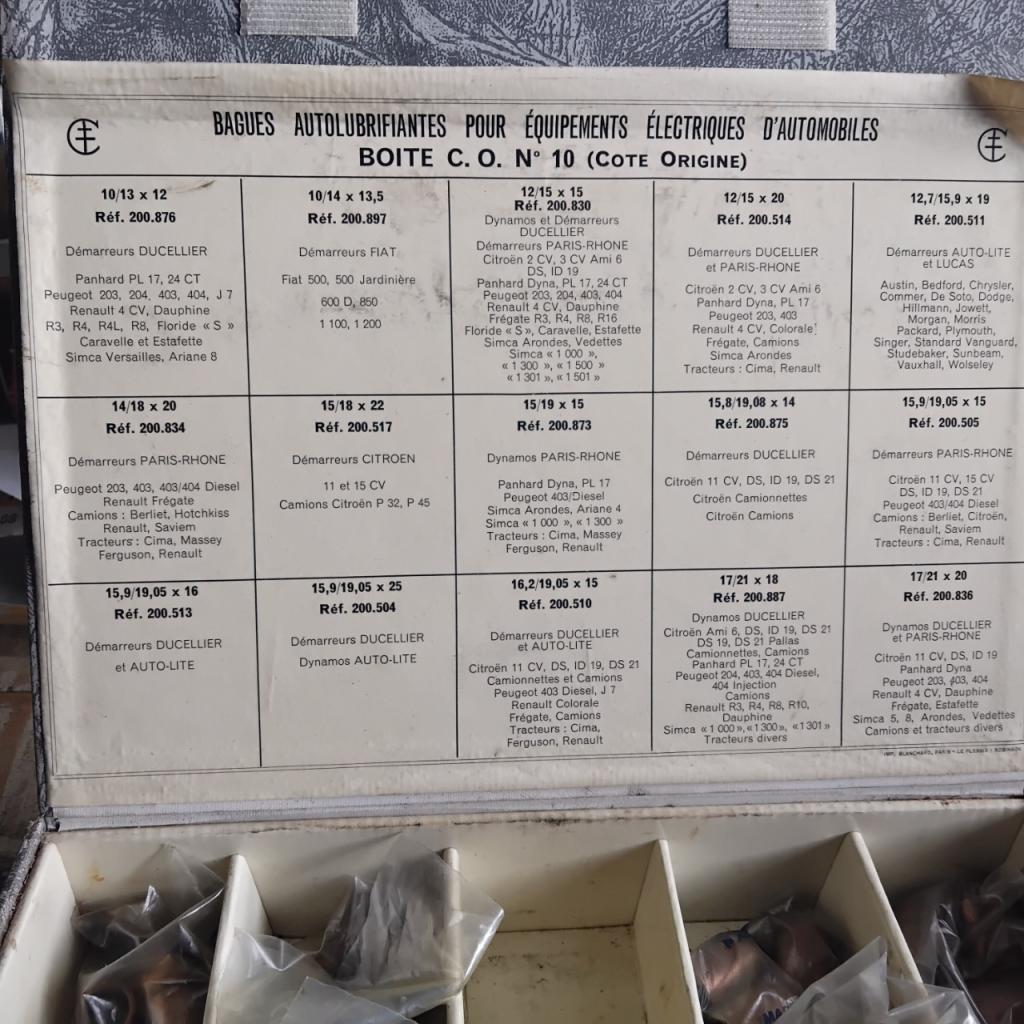 BAGUES AUTOLUBRIFIANTES POUR ÉQUIPEMENTS ÉLECTRIQUES D'AUTOMOBILES
BOITE C. O. N° 10 (COTE ORIGINE)
10/13 x 12
Réf. 200.876
Démarreurs DUCELLIER
Panhard PL 17, 24 CT
Peugeot 203, 204, 403, 404, J 7
Renault 4 CV, Dauphine
R3, R4, R4L, R8, Floride « S »
Caravelle et Estafette
Simca Versailles, Ariane 8
10/14 x 13,5
Réf. 200.897
Démarreurs FIAT
Fiat 500, 500 Jardinière
600 D, 850
1 100, 1 200
12/15 x 15
Réf. 200.830
Dynamos et Démarreurs
DUCELLIER
Démarreurs PARIS-RHONE
Citroën 2 CV, 3 CV Ami 6
DS, ID 19
Panhard Dyna, PL 17, 24 CT
Peugeot 203, 204, 403, 404
Renault 4 CV, Dauphine
Frégate R3, R4, R8, R16
Floride « S », Caravelle, Estafette
Simca Arondes, Vedettes
Simca « 1 000 »,
« 1 300 », « 1 500 »
« 1 301 », « 1 501 »
12/15 x 20
Réf. 200.514
Démarreurs DUCELLIER
et PARIS-RHONE
Citroën 2 CV, 3 CV Ami 6
Panhard Dyna, PL 17
Peugeot 203, 403
Renault 4 CV, Colorale
Frégate, Camions
Simca Arondes
Tracteurs : Cima, Renault
12,7/15,9 x 19
Réf. 200.511
Démarreurs AUTO-LITE
et LUCAS
Austin, Bedford, Chrysler,
Commer, De Soto, Dodge,
Hillmann, Jowett,
Morgan, Morris
Packard, Plymouth,
Singer, Standard Vanguard,
Studebaker, Sunbeam,
Vauxhall, Wolseley
14/18 x 20
Réf. 200.834
Démarreurs PARIS-RHONE
Peugeot 203, 403, 403/404 Diesel
Renault Frégate
Camions : Berliet, Hotchkiss
Renault, Saviem
Tracteurs : Cima, Massey
Ferguson, Renault
15/18 x 22
Réf. 200.517
Démarreurs CITROEN
11 et 15 CV
Camions Citroën P 32, P 45
15/19 x 15
Réf. 200.873
Dynamos PARIS-RHONE
Panhard Dyna, PL 17
Peugeot 403/Diesel
Simca Arondes, Ariane 4
Simca « 1 000 », « 1 300 »
Tracteurs : Cima, Massey
Ferguson, Renault
15,8/19,08 x 14
Réf. 200.875
Démarreurs DUCELLIER
Citroën 11 CV, DS, ID 19, DS 21
Citroën Camionnettes
Citroën Camions
15,9/19,05 x 15
Réf. 200.505
Démarreurs PARIS-RHONE
Citroën 11 CV, 15 CV
DS, ID 19, DS 21
Peugeot 403/404 Diesel
Camions : Berliet, Citroën,
Renault, Saviem
Tracteurs : Cima, Renault
15,9/19,05 x 16
Réf. 200.513
Démarreurs DUCELLIER
et AUTO-LITE
15,9/19,05 x 25
Réf. 200.504
Démarreurs DUCELLIER
Dynamos AUTO-LITE
16,2/19,05 x 15
Réf. 200.510
Démarreurs DUCELLIER
et AUTO-LITE
Citroën 11 CV, DS, ID 19, DS 21
Camionnettes et Camions
Peugeot 403 Diesel, J 7
Renault Colorale
Frégate, Camions
Tracteurs : Cima,
Ferguson, Renault
17/21 x 18
Réf. 200.887
Dynamos DUCELLIER
Citroën Ami 6, DS, ID 19, DS 21
DS 19, DS 21 Pallas
Camionnettes, Camions
Panhard PL 17, 24 CT
Peugeot 204, 403, 404 Diesel,
404 Injection
Camions
Renault R3, R4, R8, R10,
Dauphine
Simca « 1 000 », « 1 300 », « 1 301 »
Tracteurs divers
17/21 x 20
Réf. 200.836
Dynamos DUCELLIER
et PARIS-RHONE
Citroën 11 CV, DS, ID 19
Panhard Dyna
Peugeot 203, 403, 404
Renault 4 CV, Dauphine
Frégate, Estafette
Simca 5, 8, Arondes, Vedettes
Camions et tracteurs divers
IMP. BLANCHARD, PARIS - LE PLESSIS - ROBINSON